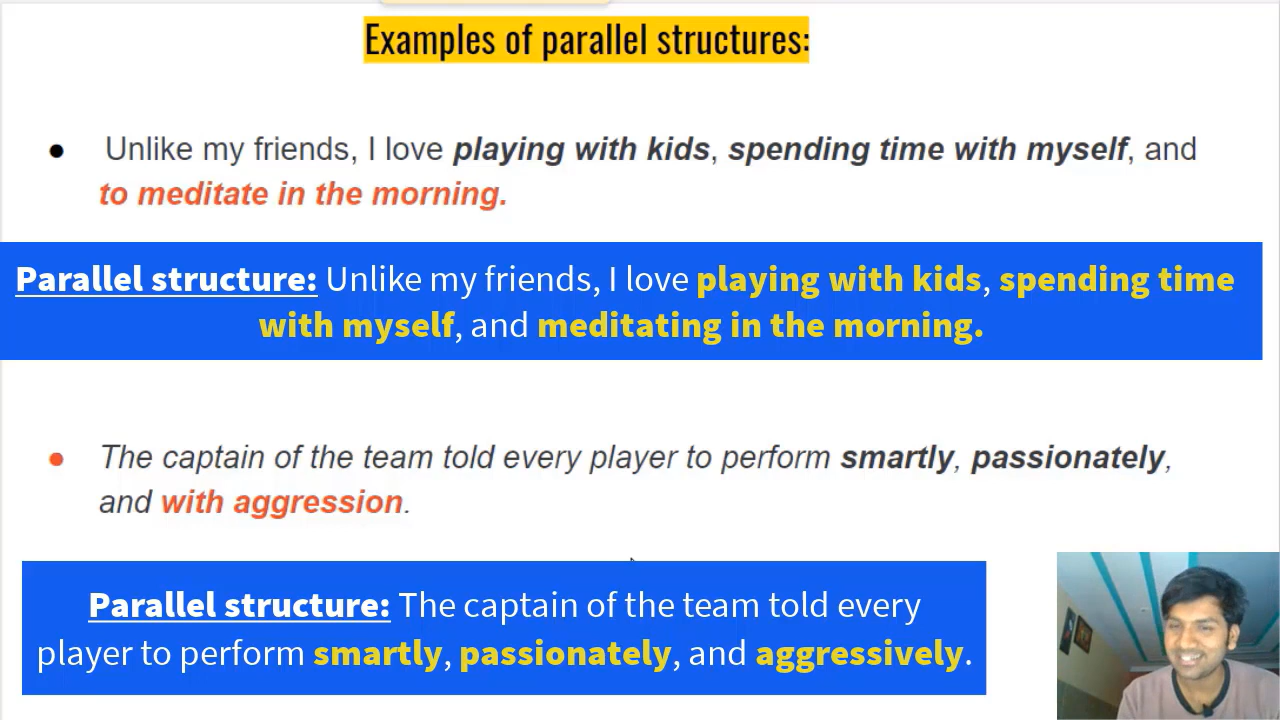 Examples of parallel structures:
● Unlike my friends, I love playing with kids, spending time with myself, and
to meditate in the morning.
Parallel structure: Unlike my friends, I love playing with kids, spending time
with myself, and meditating in the morning.
● The captain of the team told every player to perform smartly, passionately,
and with aggression.
Parallel structure: The captain of the team told every
player to perform smartly, passionately, and aggressively.